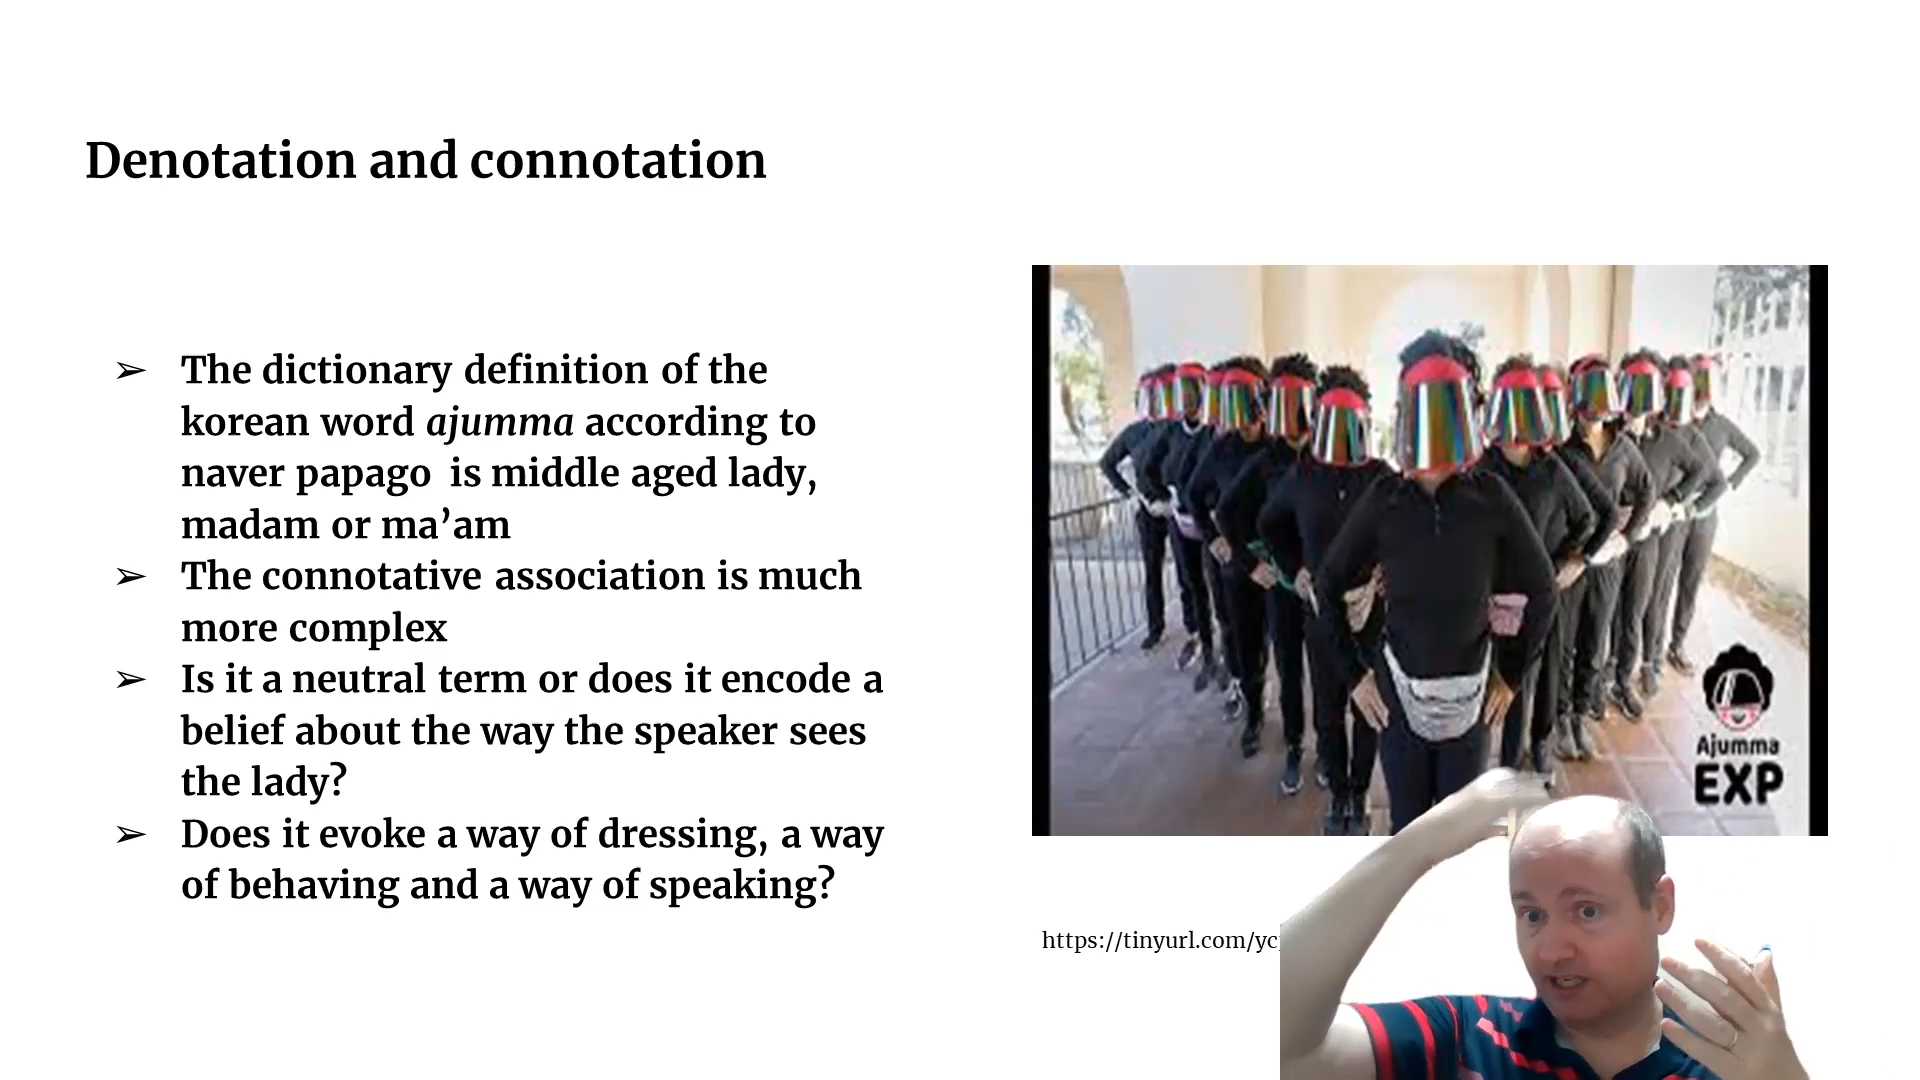 Denotation and connotation
➢ The dictionary definition of the
korean word ajumma according to
naver papago is middle aged lady,
madam or ma’am
➢ The connotative association is much
more complex
➢ Is it a neutral term or does it encode a
belief about the way the speaker sees
the lady?
➢ Does it evoke a way of dressing, a way
of behaving and a way of speaking?
Ajumma
EXP
https://tinyurl.com/yc